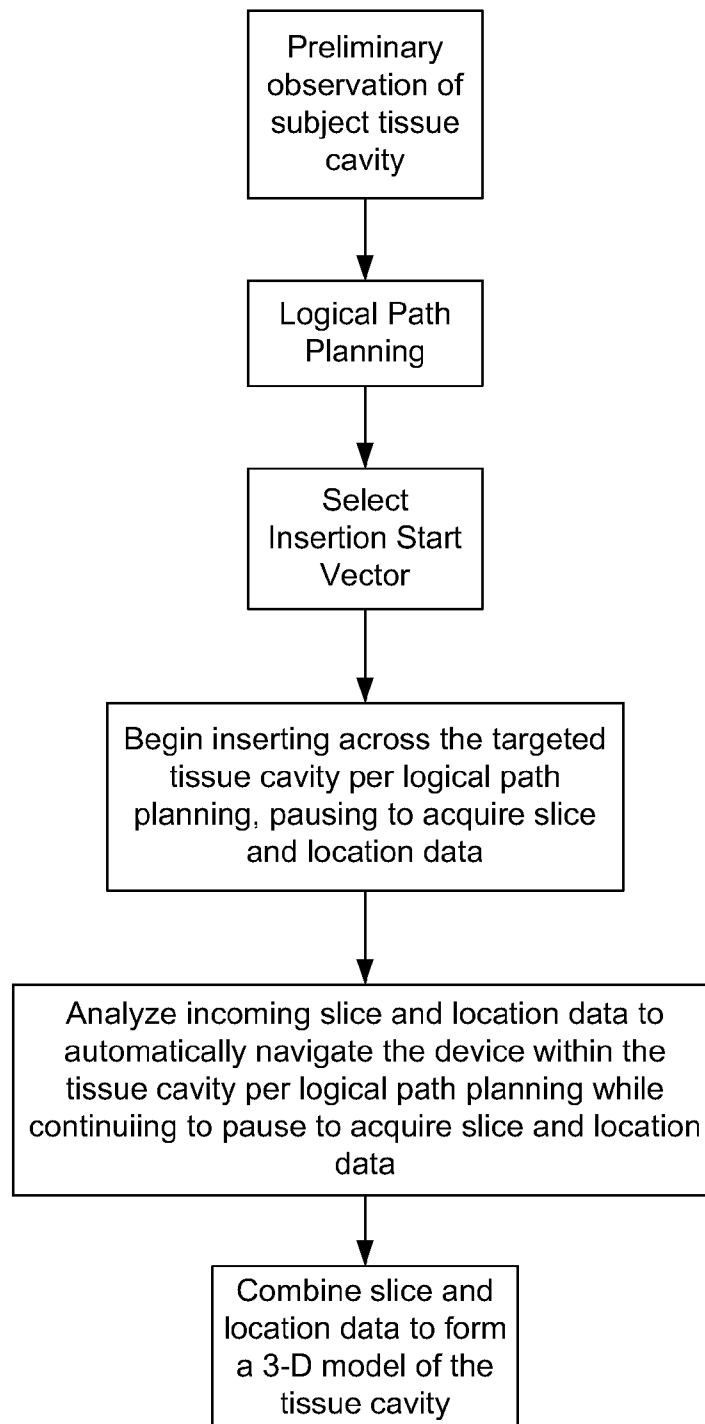 Preliminary
observation of
subject tissue
cavity
Logical Path
Planning
Select
Insertion Start
Vector
Begin inserting across the targeted
tissue cavity per logical path
planning, pausing to acquire slice
and location data
Analyze incoming slice and location data to
automatically navigate the device within the
tissue cavity per logical path planning while
continuiing to pause to acquire slice and location
data
Combine slice and
location data to form
a 3-D model of the
tissue cavity